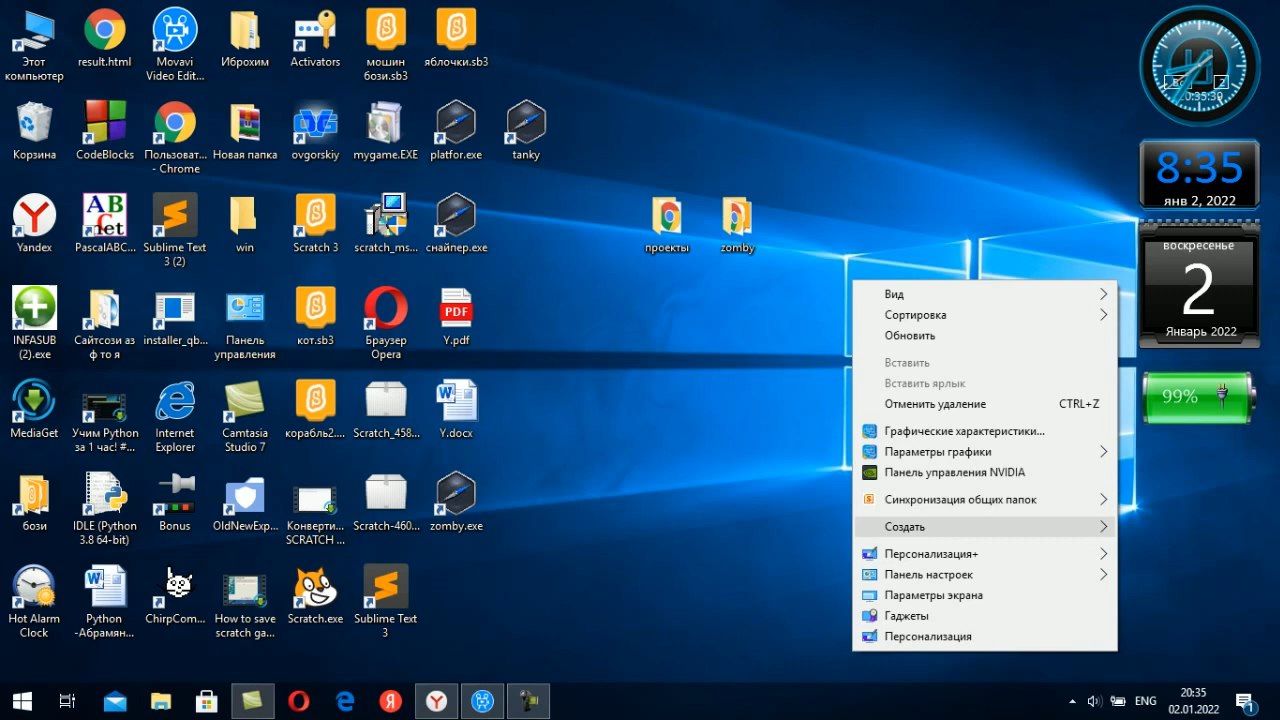 Этот
компьютер
result.html
Movavi
Video Edit...
Иброхим
Activators
мошин
бози.sb3
яблочки.sb3
Корзина
CodeBlocks
Пользоват...
- Chrome
Новая папка
ovgorskiy
mygame.EXE
platfor.exe
tanky
Yandex
PascalABC...
Sublime Text
3 (2)
win
Scratch 3
scratch_ms...
снайпер.exe
проекты
zomby
INFASUB
(2).exe
Сайтсози аз
ф то я
installer_qb...
Панель
управления
кот.sb3
Браузер
Opera
Y.pdf
MediaGet
Учим Python
за 1 час! #...
Internet
Explorer
Camtasia
Studio 7
корабль2....
Scratch_458...
Y.docx
бози
IDLE (Python
3.8 64-bit)
Bonus
OldNewExp...
Конверти...
SCRATCH ...
Scratch-460...
zomby.exe
Hot Alarm
Clock
Python
-Абрамян...
ChirpCom...
How to save
scratch ga...
Scratch.exe
Sublime Text
3
Вс
2
20:35:39
8:35
янв 2, 2022
воскресенье
2
Январь 2022
99%
Вид
Сортировка
Обновить
Вставить
Вставить ярлык
Отменить удаление CTRL+Z
Графические характеристики...
Параметры графики
Панель управления NVIDIA
Синхронизация общих папок
Создать
Персонализация+
Панель настроек
Параметры экрана
Гаджеты
Персонализация
ENG
20:35
02.01.2022
1